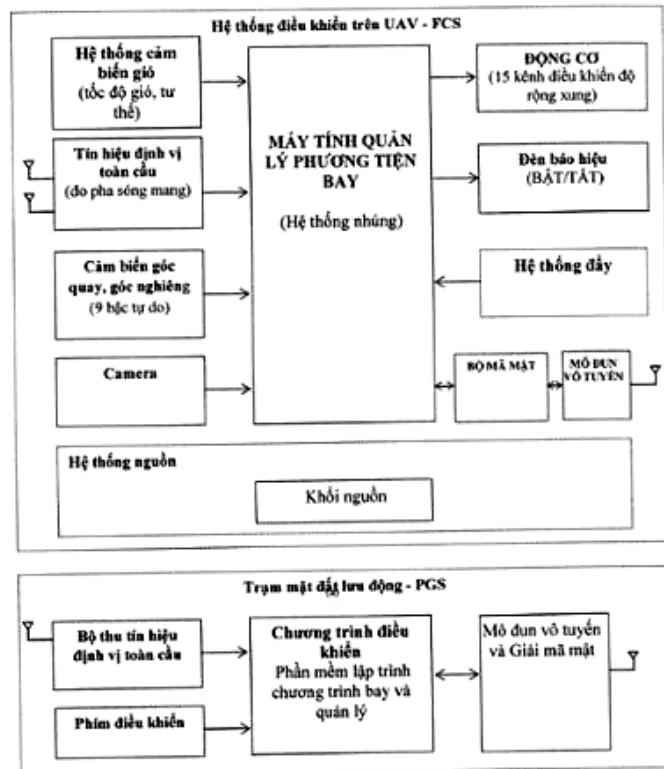 Hệ thống điều khiển trên UAV - FCS
Hệ thống cảm
biến gió
(tốc độ gió, tư
thế)
Tín hiệu định vị
toàn cầu
(đo pha sóng mang)
Cảm biến góc
quay, góc nghiêng
(9 bậc tự do)
Camera
MÁY TÍNH QUẢN
LÝ PHƯƠNG TIỆN
BAY
(Hệ thống nhúng)
ĐỘNG CƠ
(15 kênh điều khiển độ
rộng xung)
Đèn báo hiệu
(BẬT/TẮT)
Hệ thống đẩy
BỘ MÃ MẬT
MÔ ĐUN
VÔ TUYẾN
Hệ thống nguồn
Khối nguồn
Trạm mặt đất lưu động - PGS
Bộ thu tín hiệu
định vị toàn cầu
Phím điều khiển
Chương trình điều
khiển
Phần mềm lập trình
chương trình bay và
quản lý
Mô đun vô tuyến
và Giải mã mật